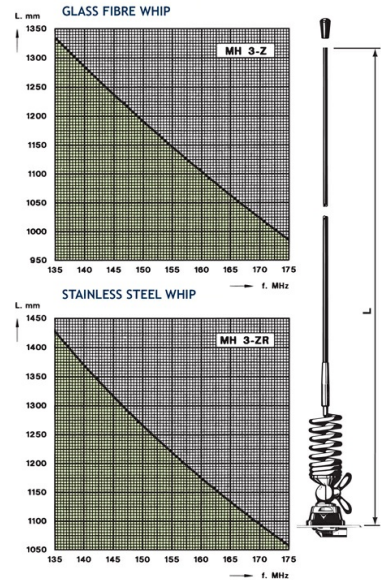 GLASS FIBRE WHIP
L. mm
MH 3-Z
1350
1300
1250
1200
1150
1100
1050
1000
950
135 140 145 150 155 160 165 170 175
f. MHz
STAINLESS STEEL WHIP
L. mm
MH 3-ZR
1450
1400
1350
1300
1250
1200
1150
1100
1050
135 140 145 150 155 160 165 170 175
f. MHz
L